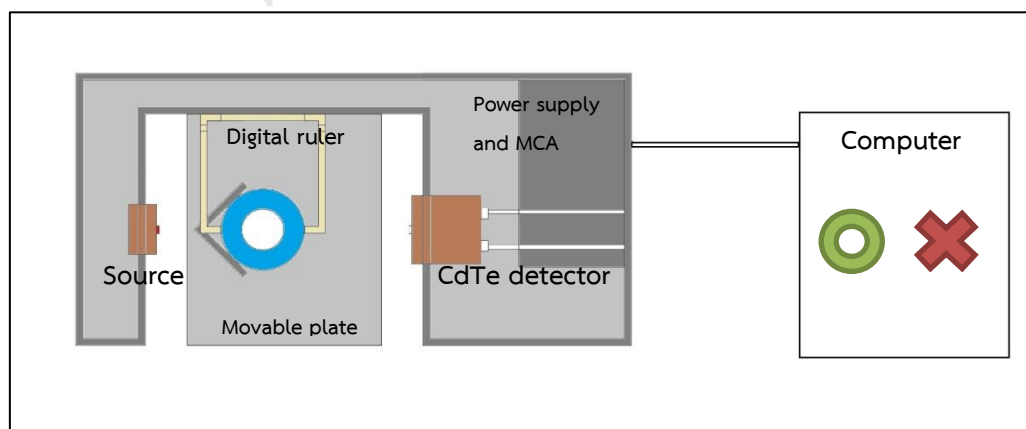 Power supply
and MCA
Digital ruler
Computer
Source
CdTe detector
Movable plate